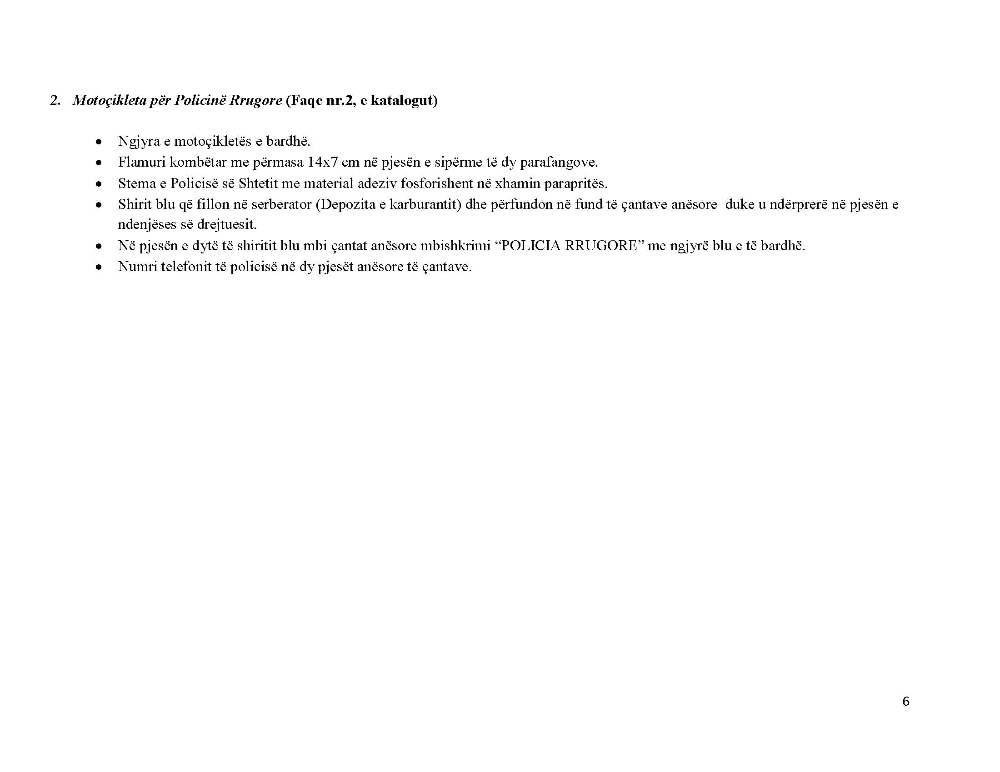 2. Motoçikleta për Policinë Rrugore (Faqe nr.2, e katalogut)
• Ngjyra e motoçikletës e bardhë.
• Flamuri kombëtar me përmasa 14x7 cm në pjesën e sipërme të dy parafangove.
• Stema e Policisë së Shtetit me material adeziv fosforishent në xhamin parapritës.
• Shirit blu që fillon në serberator (Depozita e karburantit) dhe përfundon në fund të çantave anësore  duke u ndërprerë në pjesën e
ndenjëses së drejtuesit.
• Në pjesën e dytë të shiritit blu mbi çantat anësore mbishkrimi “POLICIA RRUGORE” me ngjyrë blu e të bardhë.
• Numri telefonit të policisë në dy pjesët anësore të çantave.
6